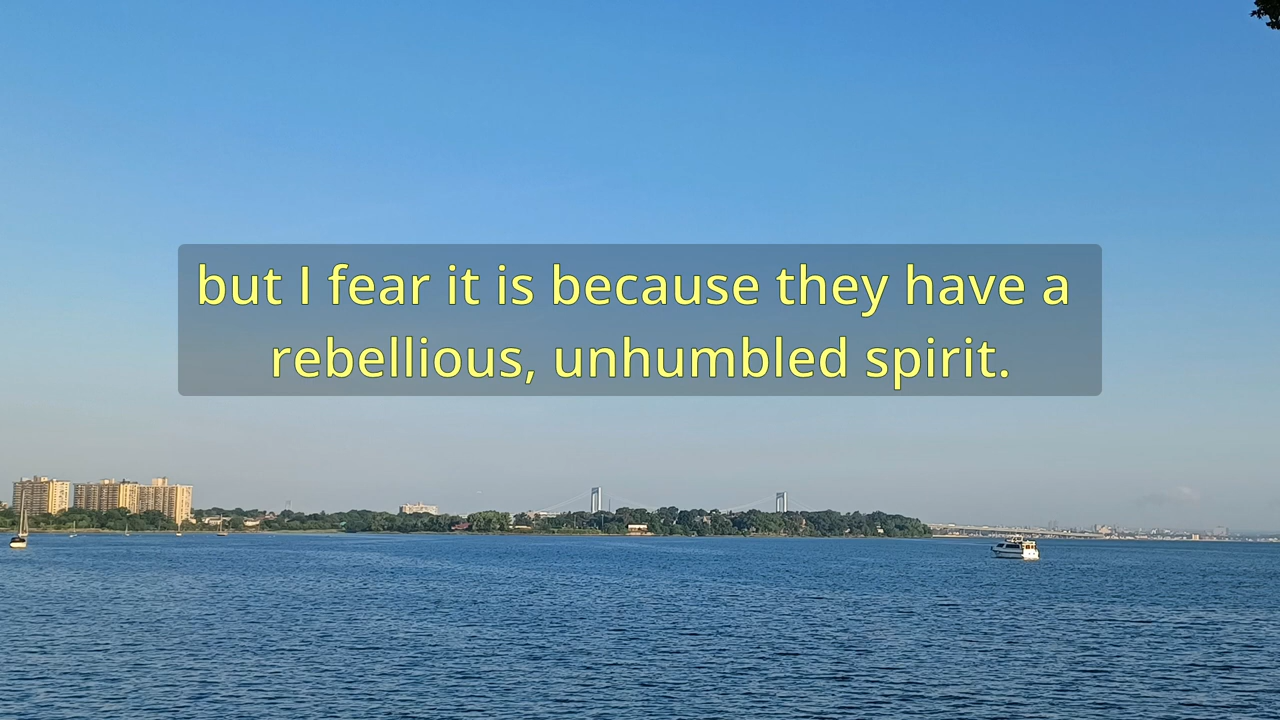 but I fear it is because they have a
rebellious, unhumbled spirit.